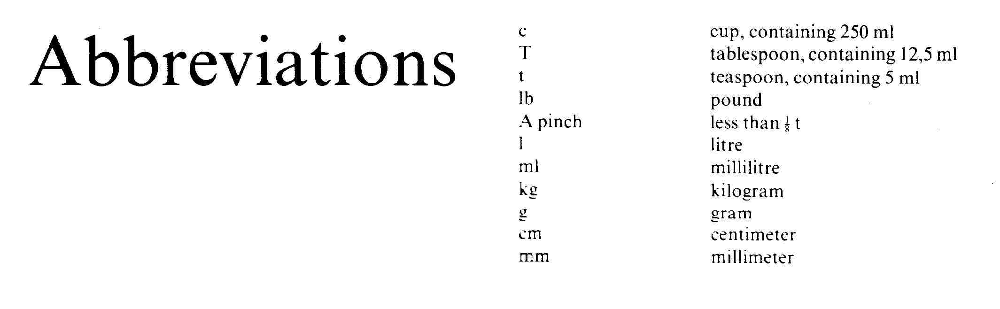 Abbreviations
c cup, containing 250 ml
T tablespoon, containing 12,5 ml
t teaspoon, containing 5 ml
lb pound
A pinch less than ⅛ t
l litre
ml millilitre
kg kilogram
g gram
cm centimeter
mm millimeter